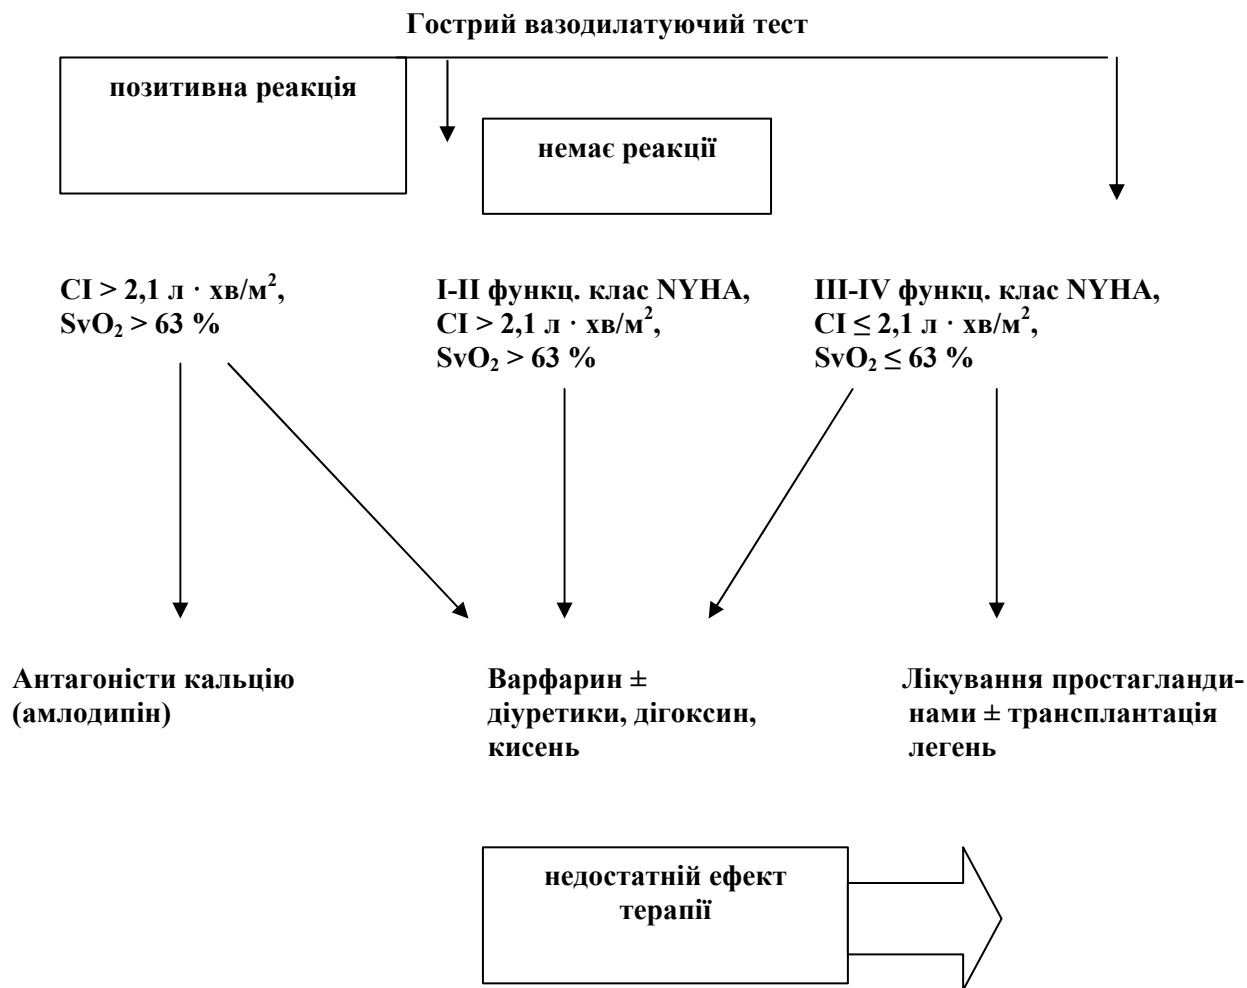 Гострий вазодилатуючий тест
позитивна реакція
немає реакції
CI > 2,1 л · хв/м²,
SvO₂ > 63 %
I-II функц. клас NYHA,
CI > 2,1 л · хв/м²,
SvO₂ > 63 %
III-IV функц. клас NYHA,
CI ≤ 2,1 л · хв/м²,
SvO₂ ≤ 63 %
Антагоністи кальцію
(амлодипін)
Варфарин ±
діуретики, дігоксин,
кисень
Лікування простагланди-
нами ± трансплантація
легень
недостатній ефект
терапії